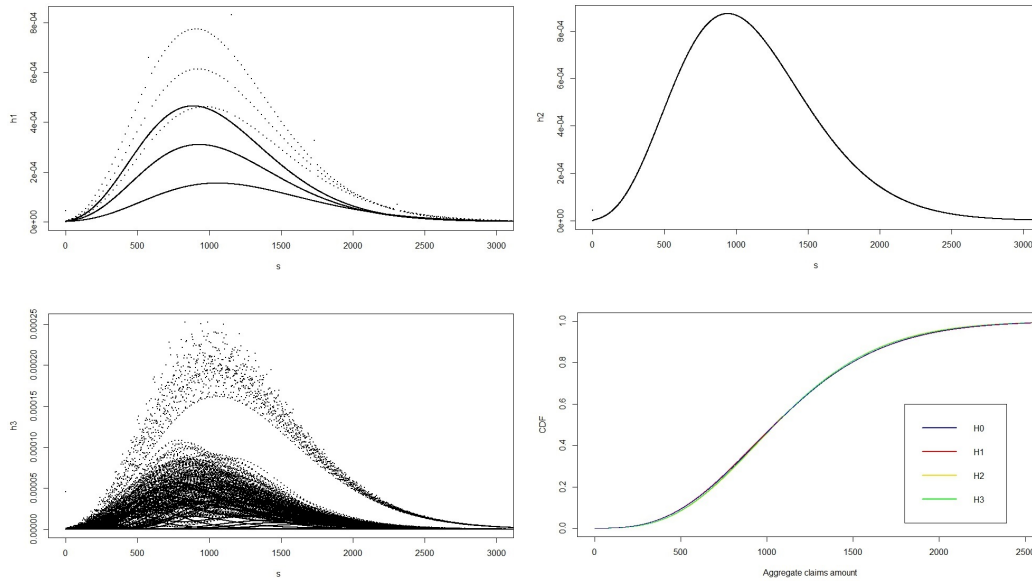 h1
0e+00 2e-04 4e-04 6e-04 8e-04
0 500 1000 1500 2000 2500 3000
s
h2
0e+00 2e-04 4e-04 6e-04 8e-04
0 500 1000 1500 2000 2500 3000
s
h3
0.00000 0.00005 0.00010 0.00015 0.00020 0.00025
0 500 1000 1500 2000 2500 3000
s
CDF
0.0 0.2 0.4 0.6 0.8 1.0
H0
H1
H2
H3
0 500 1000 1500 2000 2500
Aggregate claims amount